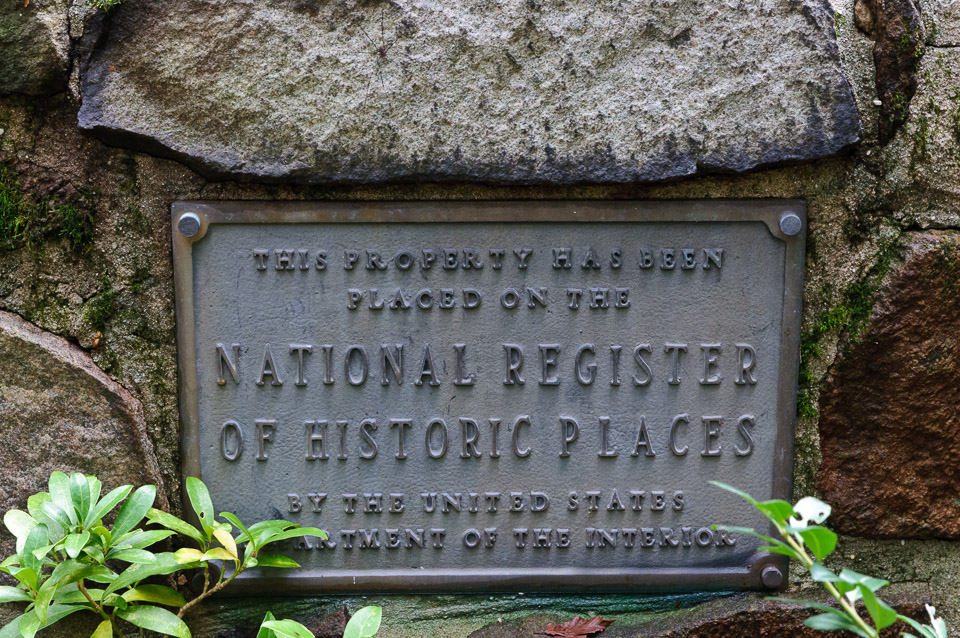 THIS PROPERTY HAS BEEN
PLACED ON THE
NATIONAL REGISTER
OF HISTORIC PLACES
BY THE UNITED STATES
ARTMENT OF THE INTERIOR